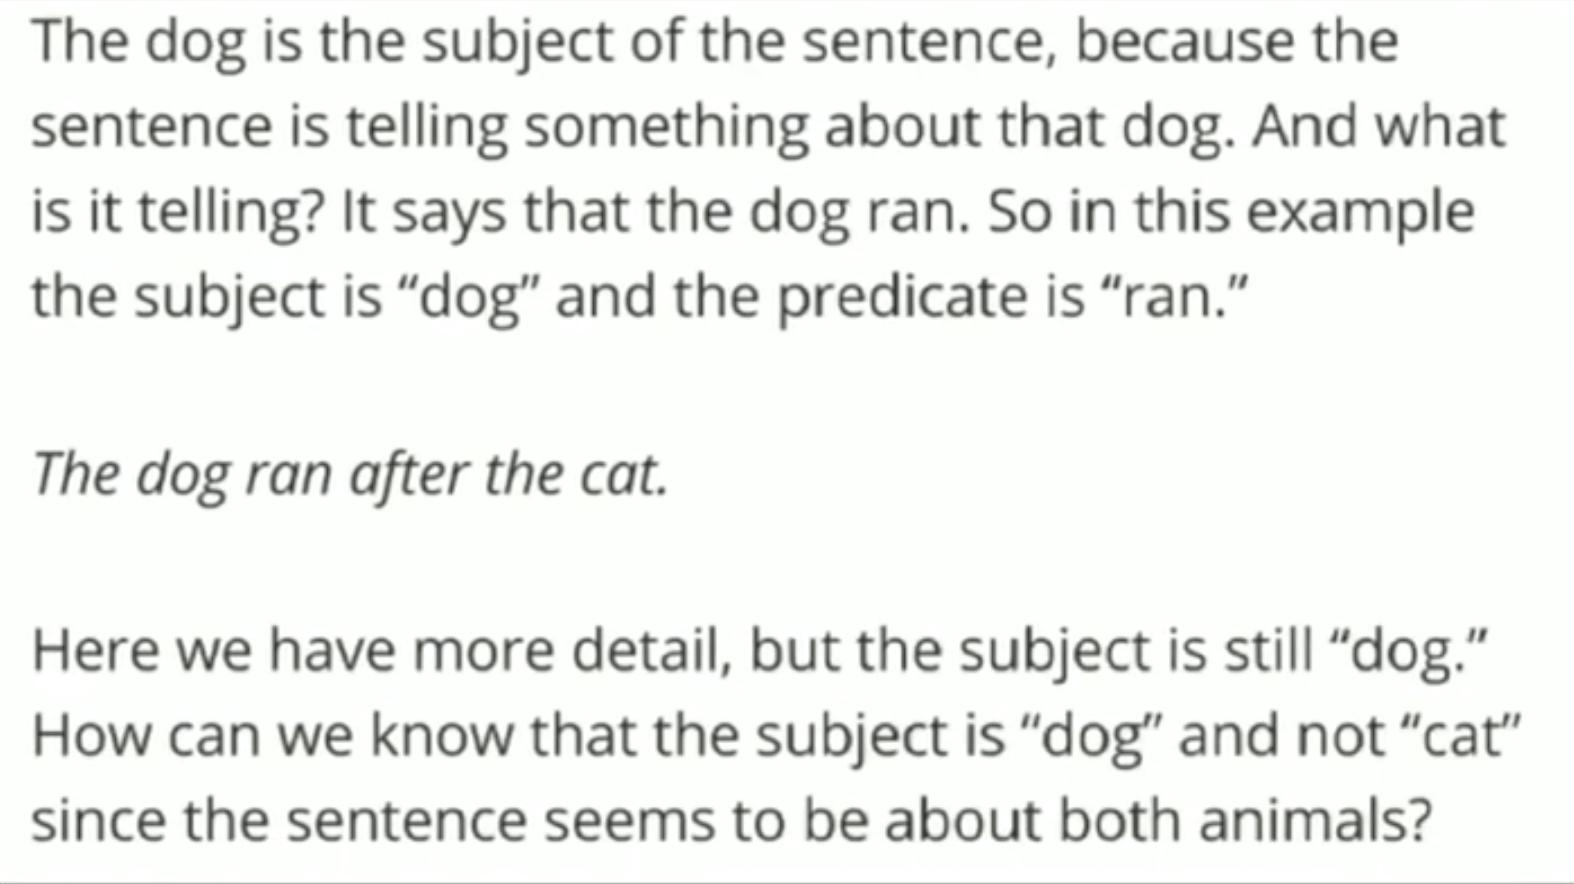 The dog is the subject of the sentence, because the
sentence is telling something about that dog. And what
is it telling? It says that the dog ran. So in this example
the subject is “dog” and the predicate is “ran.”
The dog ran after the cat.
Here we have more detail, but the subject is still “dog.”
How can we know that the subject is “dog” and not “cat”
since the sentence seems to be about both animals?